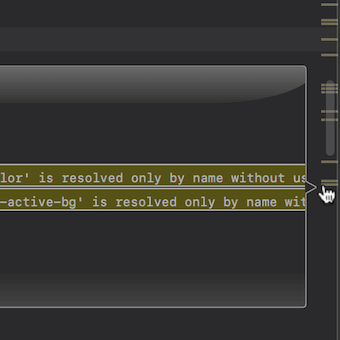 lor' is resolved only by name without us
-active-bg' is resolved only by name wit